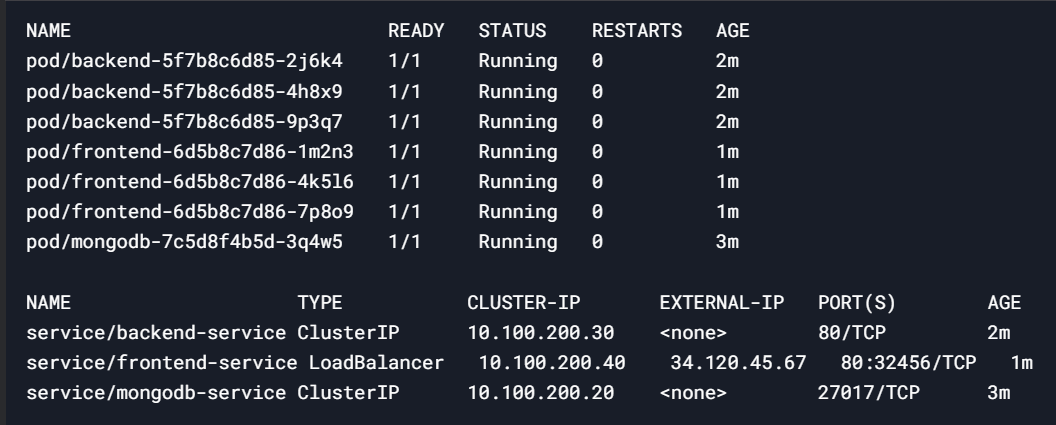 NAME READY STATUS RESTARTS AGE
pod/backend-5f7b8c6d85-2j6k4 1/1 Running 0 2m
pod/backend-5f7b8c6d85-4h8x9 1/1 Running 0 2m
pod/backend-5f7b8c6d85-9p3q7 1/1 Running 0 2m
pod/frontend-6d5b8c7d86-1m2n3 1/1 Running 0 1m
pod/frontend-6d5b8c7d86-4k5l6 1/1 Running 0 1m
pod/frontend-6d5b8c7d86-7p8o9 1/1 Running 0 1m
pod/mongodb-7c5d8f4b5d-3q4w5 1/1 Running 0 3m
NAME TYPE CLUSTER-IP EXTERNAL-IP PORT(S) AGE
service/backend-service ClusterIP 10.100.200.30 <none> 80/TCP 2m
service/frontend-service LoadBalancer 10.100.200.40 34.120.45.67 80:32456/TCP 1m
service/mongodb-service ClusterIP 10.100.200.20 <none> 27017/TCP 3m